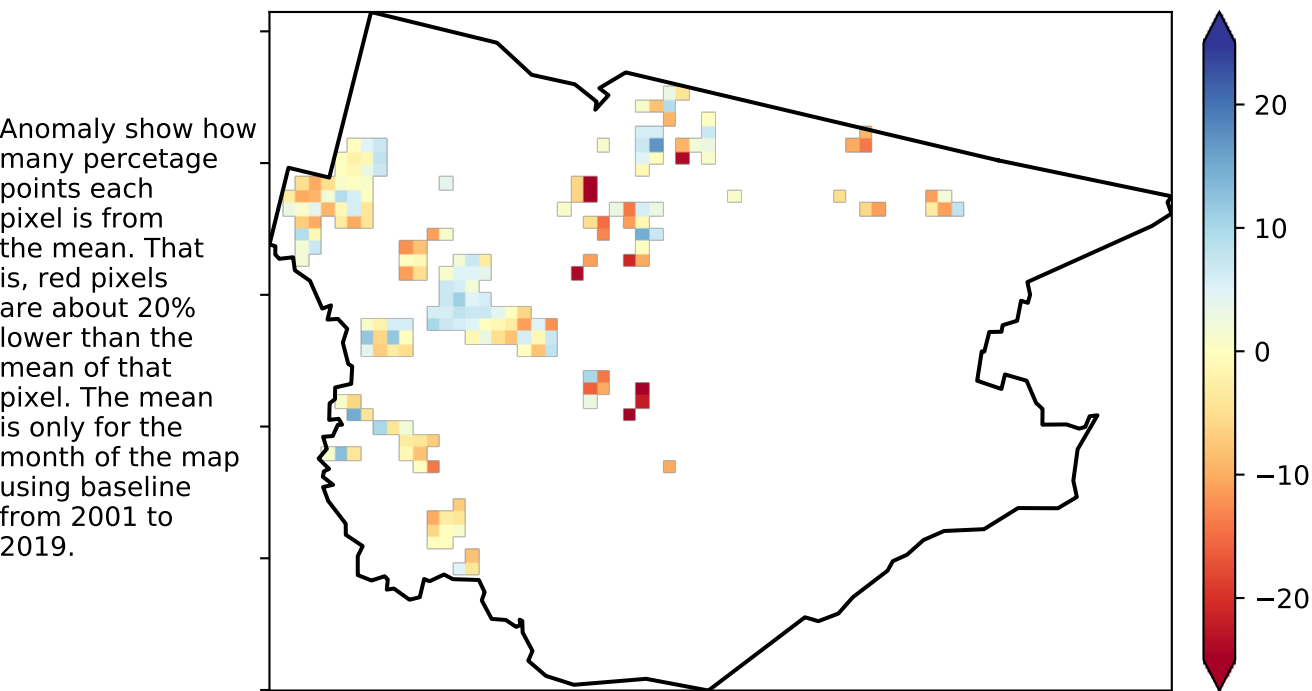 Anomaly show how
many percetage
points each
pixel is from
the mean. That
is, red pixels
are about 20%
lower than the
mean of that
pixel. The mean
is only for the
month of the map
using baseline
from 2001 to
2019.
20
10
0
−10
−20